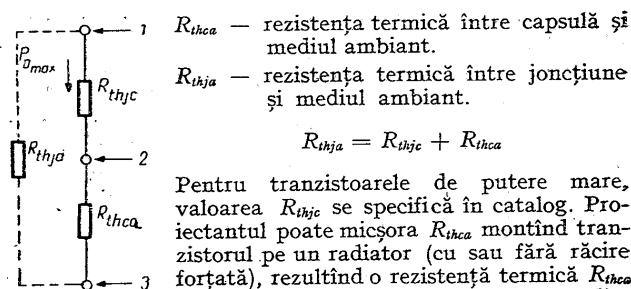 1
R_thca — rezistența termică între capsulă și
mediul ambiant.
P_Dmax
R_thjc
R_thja — rezistența termică între joncțiune
și mediul ambiant.
R_thja = R_thjc + R_thca
R_thja
2
Pentru tranzistoarele de putere mare,
valoarea R_thjc se specifică în catalog. Pro-
R_thca
iectantul poate micșora R_thca montînd tran-
zistorul pe un radiator (cu sau fără răcire
3
forțată), rezultînd o rezistență termică R_thca